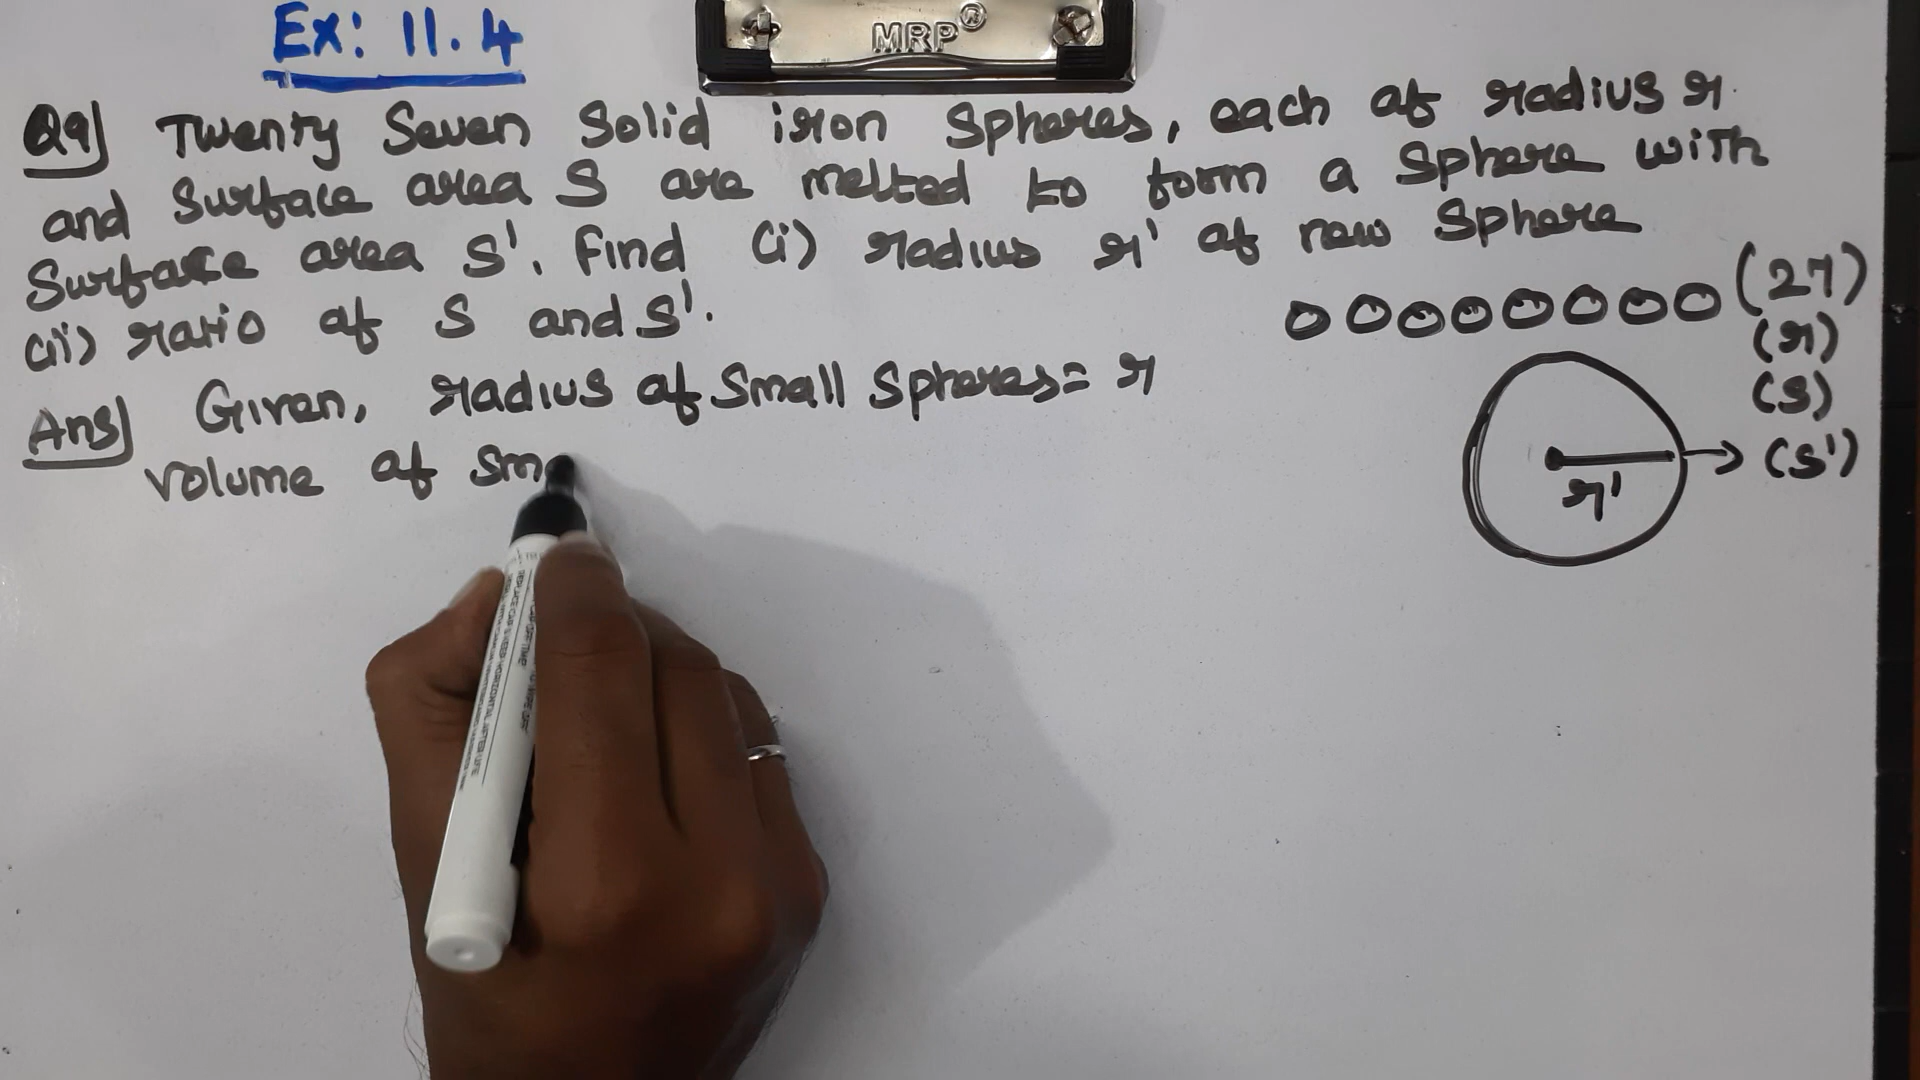 Ex: 11.4
MRP®
Q9) Twenty Seven Solid iron Spheres, each of radius r
and Surface area S are melted to form a Sphere with
Surface area S'. Find (i) radius r' of new Sphere
(ii) ratio of S and S'.
(27)
(r)
(S)
(S')
r'
Ans) Given, radius of Small Spheres = r
volume of sm